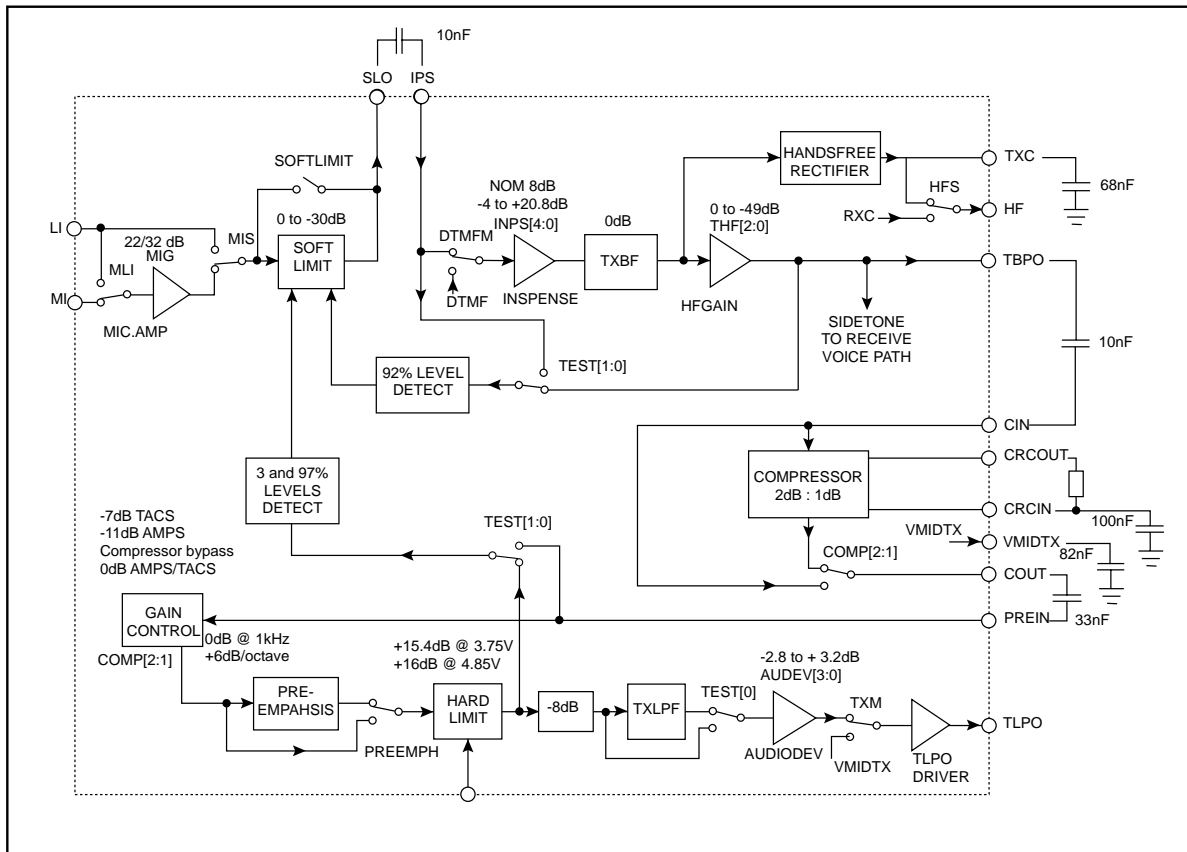 10nF
SLO
IPS
SOFTLIMIT
0 to -30dB
LI
22/32 dB
MIG
MIS
MLI
MI
MIC.AMP
SOFT
LIMIT
NOM 8dB
-4 to +20.8dB
INPS[4:0]
DTMFM
DTMF
INSPENSE
0dB
TXBF
0 to -49dB
THF[2:0]
HFGAIN
HANDSFREE
RECTIFIER
TXC
68nF
HFS
HF
RXC
TBPO
SIDETONE
TO RECEIVE
VOICE PATH
10nF
92% LEVEL
DETECT
TEST[1:0]
CIN
COMPRESSOR
2dB : 1dB
CRCOUT
CRCIN
100nF
VMIDTX
VMIDTX
82nF
COMP[2:1]
COUT
PREIN
33nF
3 and 97%
LEVELS
DETECT
TEST[1:0]
-7dB TACS
-11dB AMPS
Compressor bypass
0dB AMPS/TACS
GAIN
CONTROL
COMP[2:1]
0dB @ 1kHz
+6dB/octave
PRE-
EMPAHSIS
PREEMPH
+15.4dB @ 3.75V
+16dB @ 4.85V
HARD
LIMIT
-8dB
TXLPF
TEST[0]
-2.8 to + 3.2dB
AUDEV[3:0]
AUDIODEV
TXM
VMIDTX
TLPO
DRIVER
TLPO